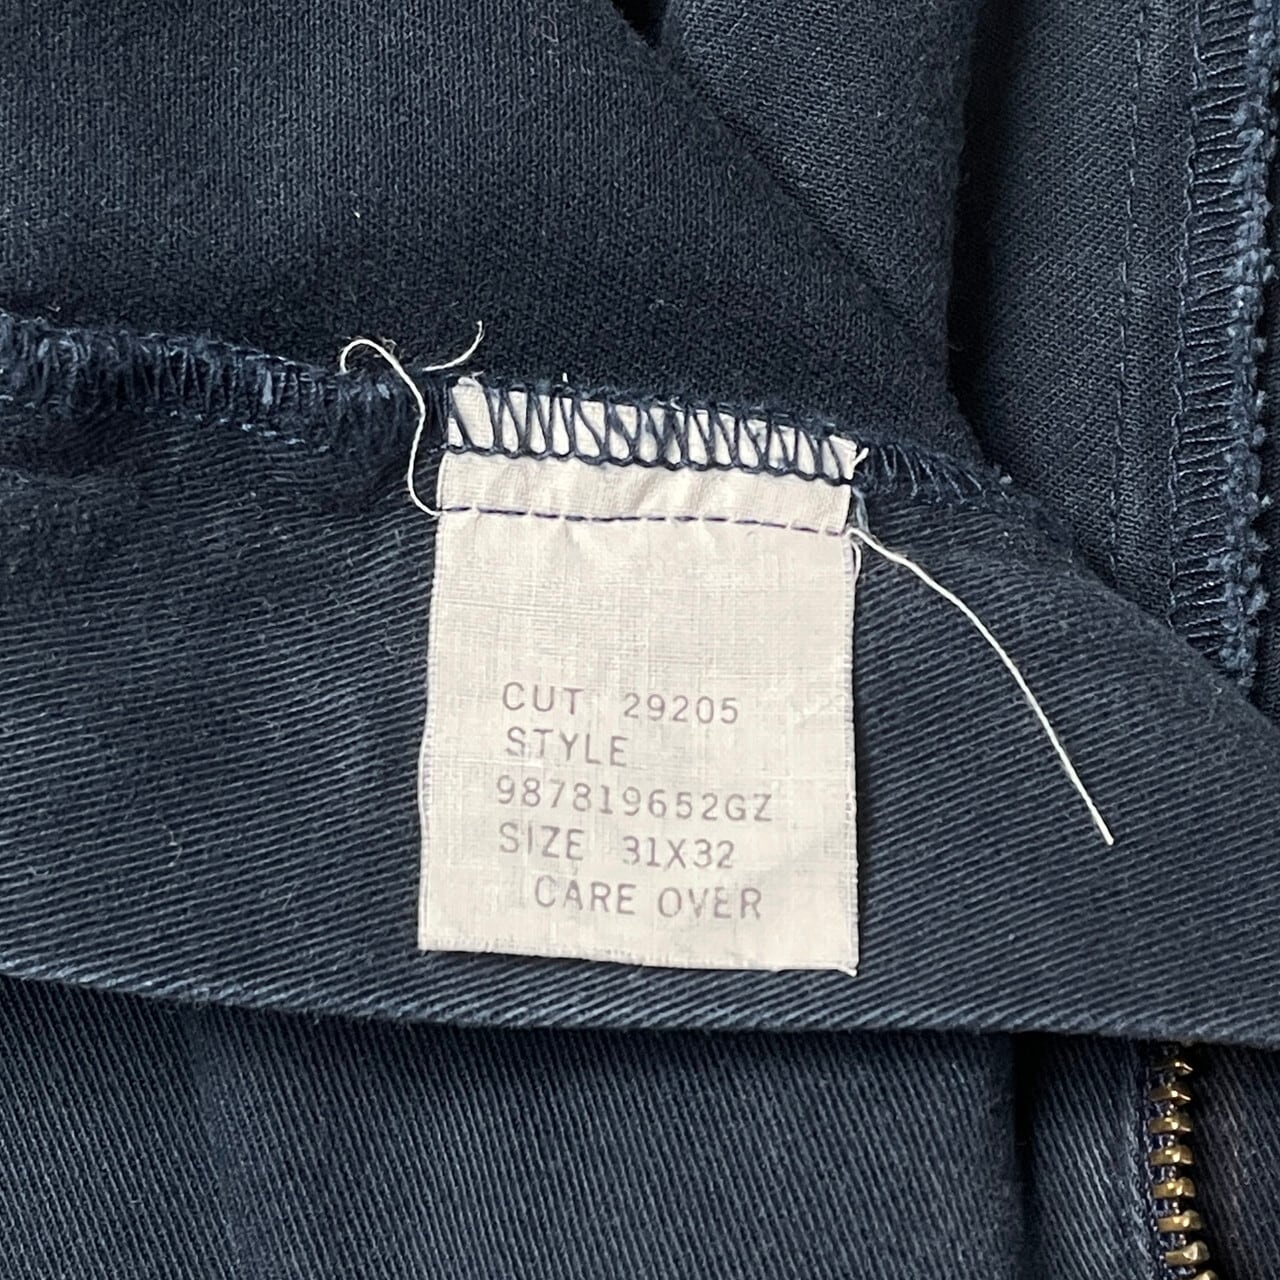 CUT 29205
STYLE
987819652GZ
SIZE 31X32
CARE OVER